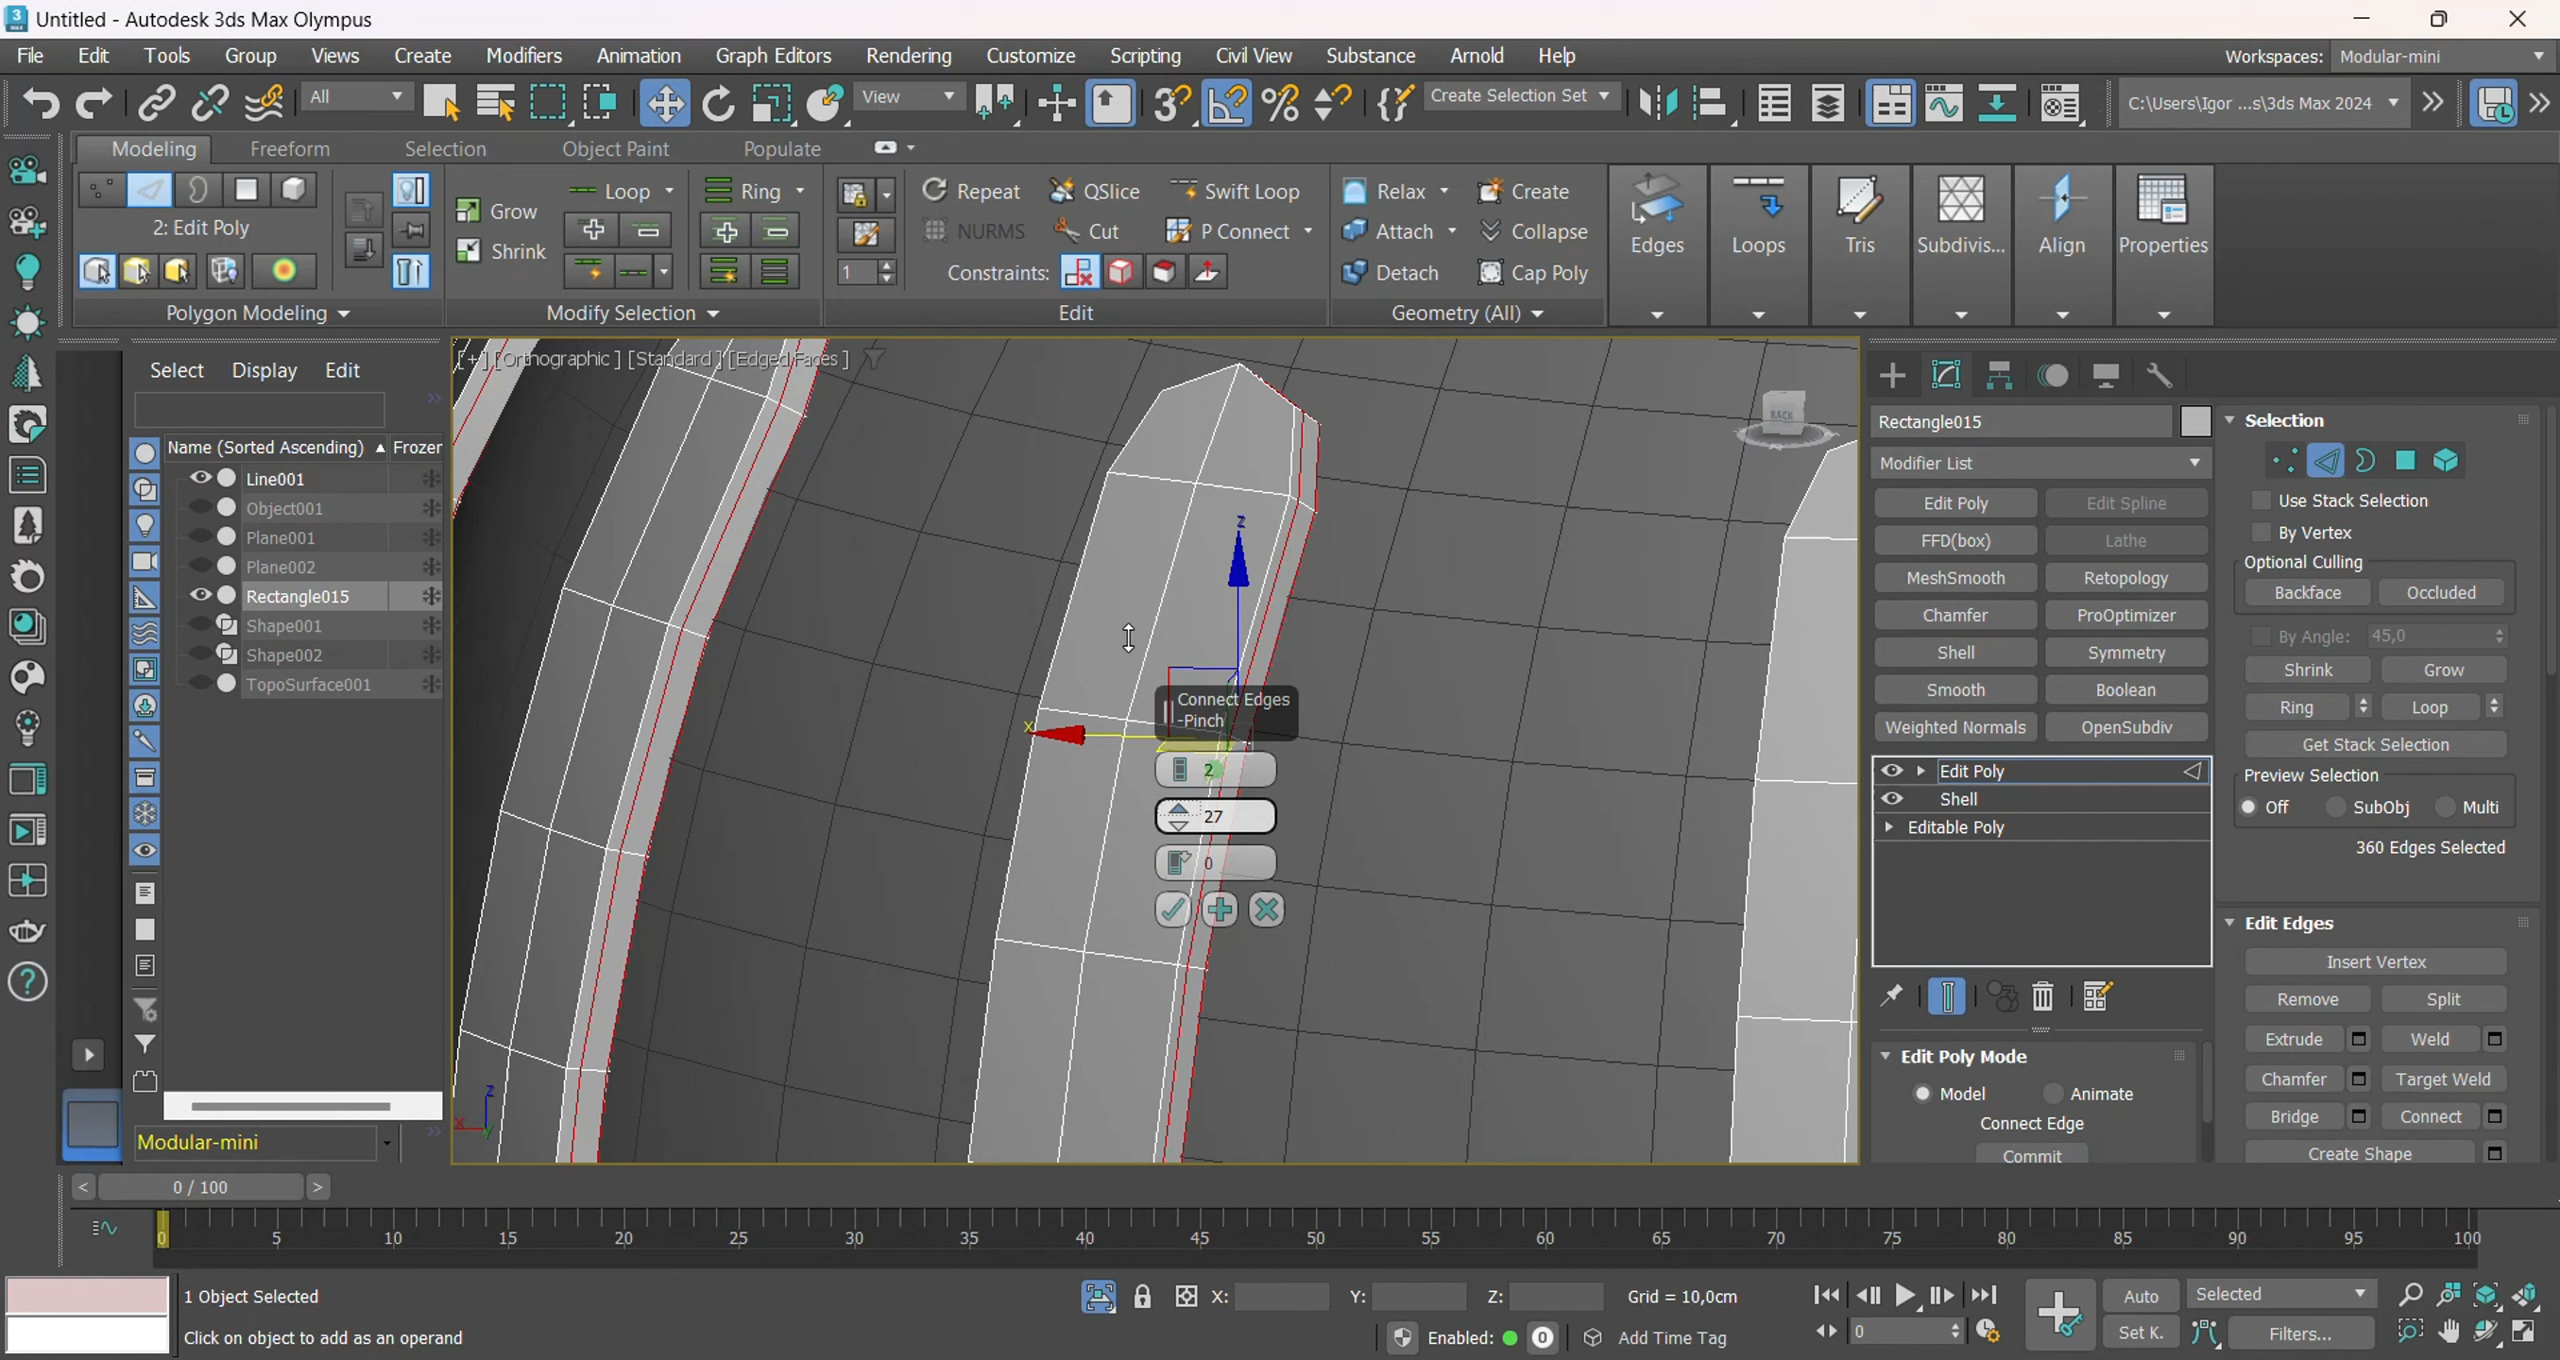 Untitled - Autodesk 3ds Max Olympus
File Edit Tools Group Views Create Modifiers Animation Graph Editors Rendering Customize Scripting Civil View Substance Arnold Help Workspaces: Modular-mini
All View Create Selection Set C:\Users\Igor ...s\3ds Max 2024
Modeling Freeform Selection Object Paint Populate
Loop Ring Repeat QSlice Swift Loop Relax Create
Grow
2: Edit Poly NURMS Cut P Connect Attach Collapse Edges Loops Tris Subdivis... Align Properties
Shrink
1 Constraints: Detach Cap Poly
Polygon Modeling Modify Selection Edit Geometry (All)
Select Display Edit
[+] [Orthographic] [Standard] [Edged Faces]
BACK
Name (Sorted Ascending) Frozen
Line001
Object001
Plane001
Plane002
Rectangle015
Shape001
Shape002
TopoSurface001
Modular-mini
z
x
Connect Edges
-Pinch
2
27
0
z
x
y
Rectangle015
Modifier List
Edit Poly Edit Spline
FFD(box) Lathe
MeshSmooth Retopology
Chamfer ProOptimizer
Shell Symmetry
Smooth Boolean
Weighted Normals OpenSubdiv
Edit Poly
Shell
Editable Poly
Edit Poly Mode
Model Animate
Connect Edge
Commit
Selection
Use Stack Selection
By Vertex
Optional Culling
Backface Occluded
By Angle: 45,0
Shrink Grow
Ring Loop
Get Stack Selection
Preview Selection
Off SubObj Multi
360 Edges Selected
Edit Edges
Insert Vertex
Remove Split
Extrude Weld
Chamfer Target Weld
Bridge Connect
Create Shape
< 0 / 100 >
0 5 10 15 20 25 30 35 40 45 50 55 60 65 70 75 80 85 90 95 100
1 Object Selected X: Y: Z: Grid = 10,0cm Auto Selected
Click on object to add as an operand Enabled: 0 Add Time Tag 0 Set K. Filters...